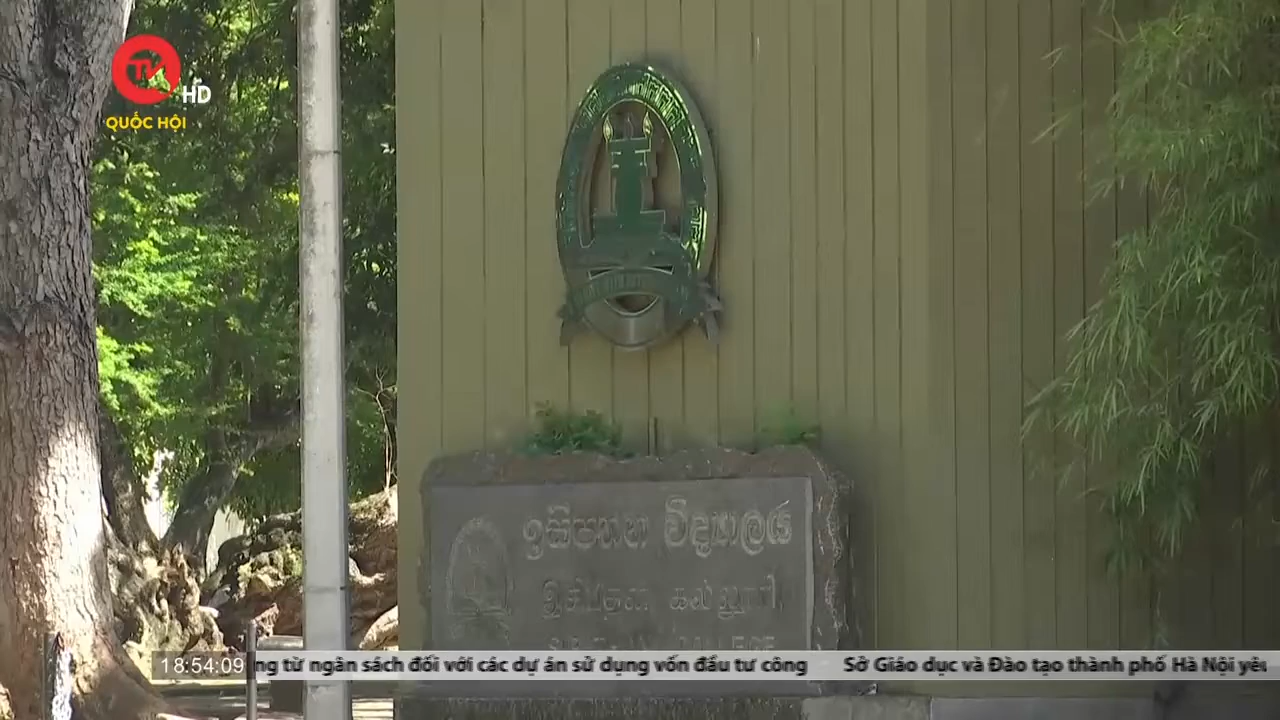 TV HD
QUỐC HỘI
ඉසිපතන විද්‍යාලය
18:54:09 ng từ ngân sách đối với các dự án sử dụng vốn đầu tư công Sở Giáo dục và Đào tạo thành phố Hà Nội yêu